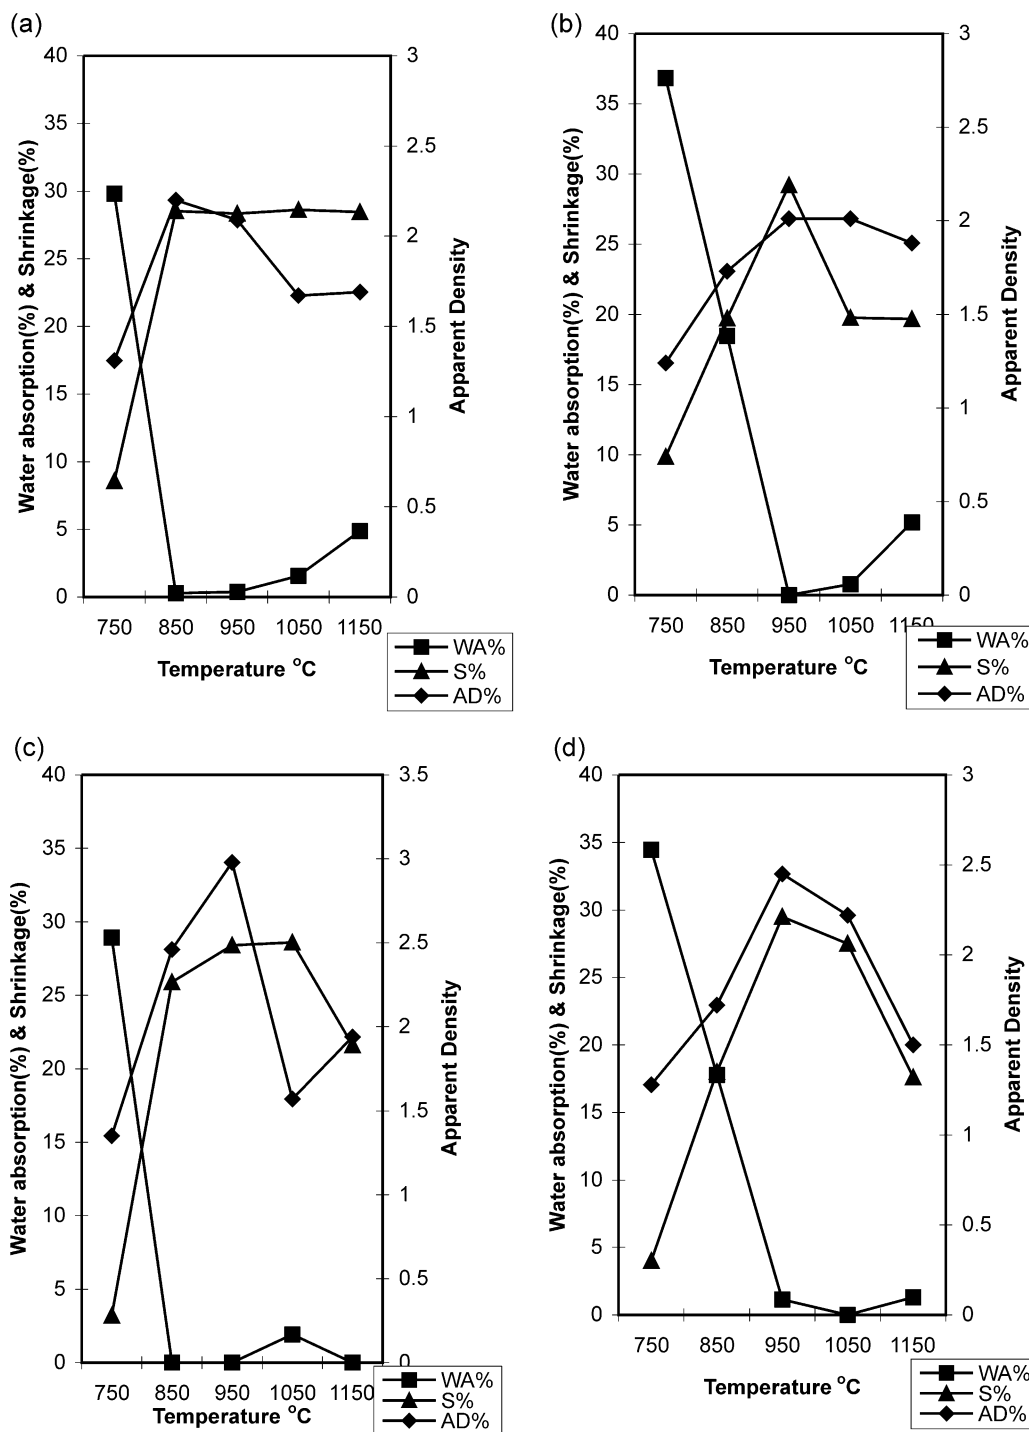 (a)
40
35
30
25
20
15
10
5
0
Water absorption(%) & Shrinkage(%)
3
2.5
2
1.5
1
0.5
0
Apparent Density
750 850 950 1050 1150
Temperature °C
WA%
S%
AD%
(b)
40
35
30
25
20
15
10
5
0
Water absorption(%) & Shrinkage(%)
3
2.5
2
1.5
1
0.5
0
Apparent Density
750 850 950 1050 1150
Temperature °C
WA%
S%
AD%
(c)
40
35
30
25
20
15
10
5
0
Water absorption(%) & Shrinkage(%)
3.5
3
2.5
2
1.5
1
0.5
0
Apparent Density
750 850 950 1050 1150
Temperature °C
WA%
S%
AD%
(d)
40
35
30
25
20
15
10
5
0
Water absorption(%) & Shrinkage(%)
3
2.5
2
1.5
1
0.5
0
Apparent Density
750 850 950 1050 1150
Temperature °C
WA%
S%
AD%